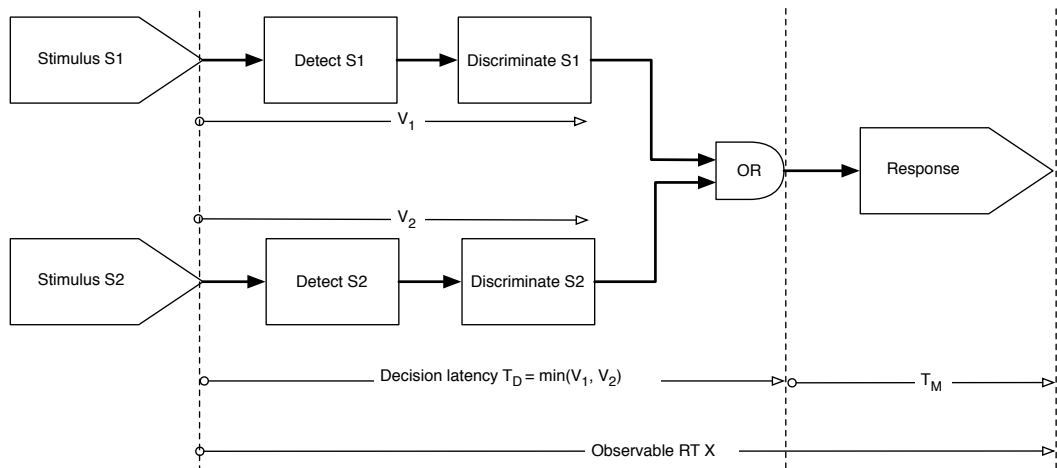 Stimulus S1
Detect S1
Discriminate S1
V1
OR
Response
V2
Stimulus S2
Detect S2
Discriminate S2
Decision latency TD = min(V1, V2)
TM
Observable RT X